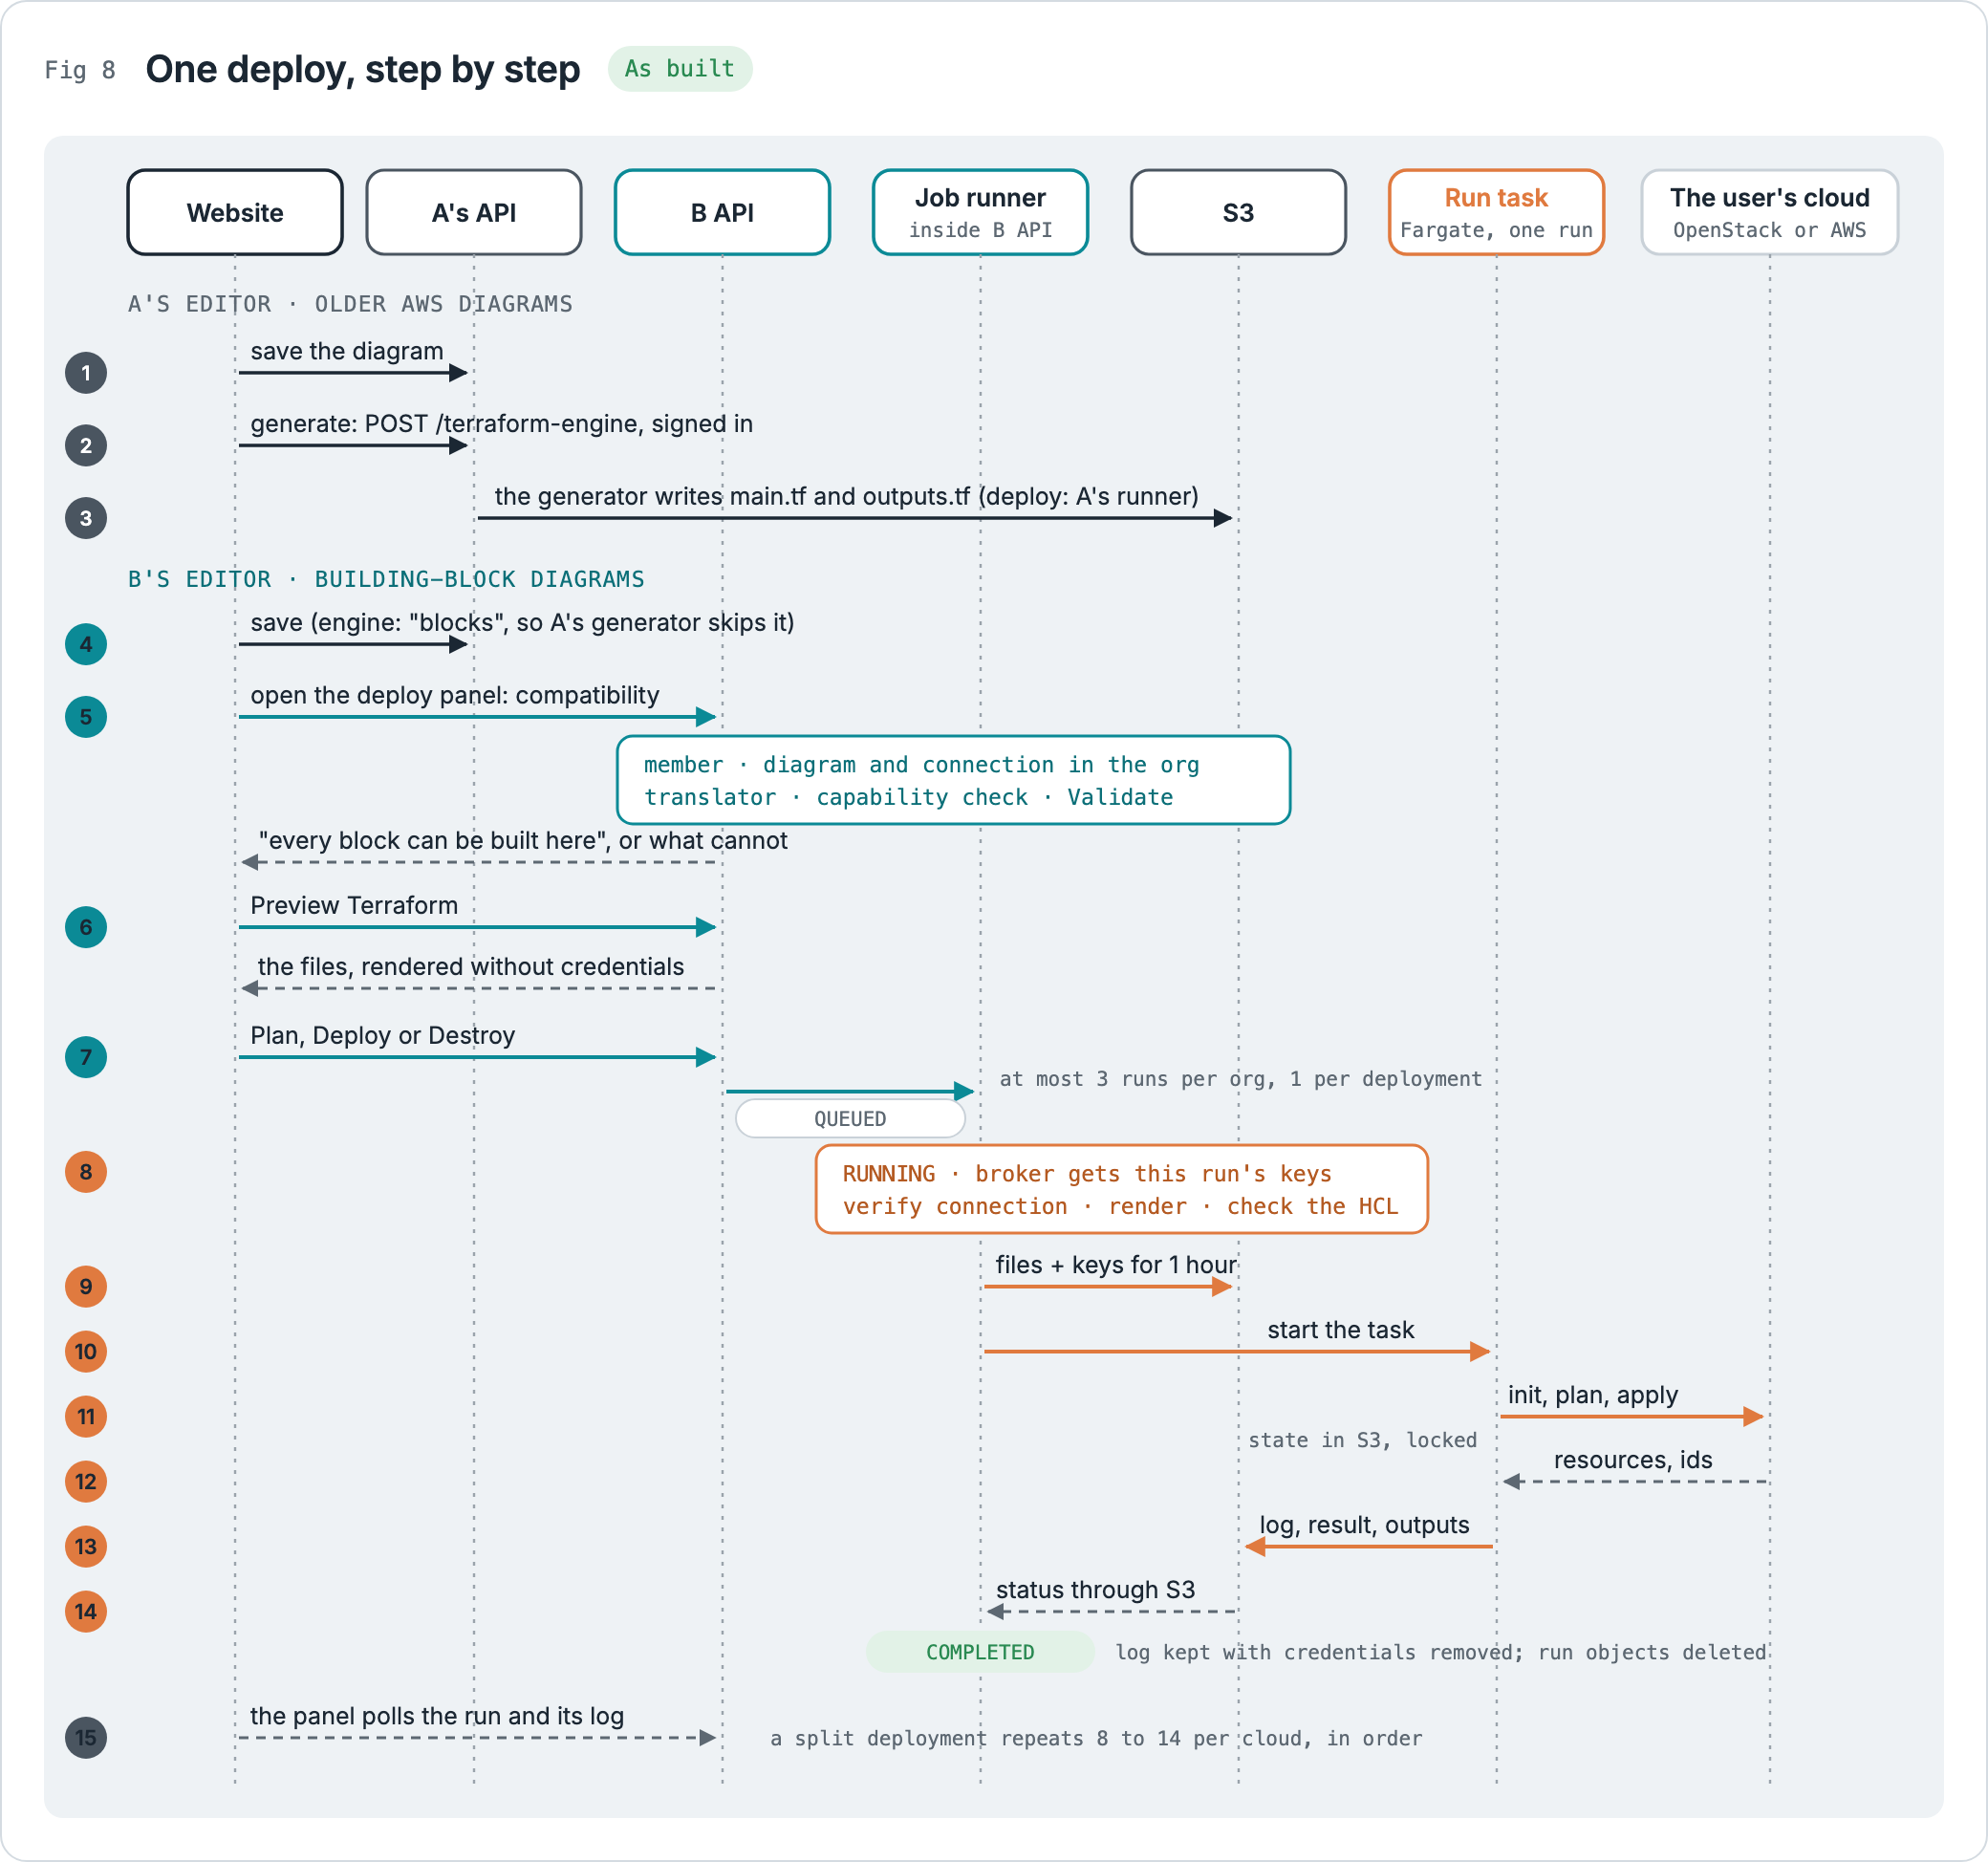 Fig 8 One deploy, step by step As built
Website
A's API
B API
Job runner
inside B API
S3
Run task
Fargate, one run
The user's cloud
OpenStack or AWS
A'S EDITOR · OLDER AWS DIAGRAMS
1 save the diagram
2 generate: POST /terraform-engine, signed in
3 the generator writes main.tf and outputs.tf (deploy: A's runner)
B'S EDITOR · BUILDING-BLOCK DIAGRAMS
4 save (engine: "blocks", so A's generator skips it)
5 open the deploy panel: compatibility
member · diagram and connection in the org
translator · capability check · Validate
"every block can be built here", or what cannot
6 Preview Terraform
the files, rendered without credentials
7 Plan, Deploy or Destroy
at most 3 runs per org, 1 per deployment
QUEUED
8 RUNNING · broker gets this run's keys
verify connection · render · check the HCL
9 files + keys for 1 hour
10 start the task
11 init, plan, apply
state in S3, locked
12 resources, ids
13 log, result, outputs
14 status through S3
COMPLETED log kept with credentials removed; run objects deleted
15 the panel polls the run and its log
a split deployment repeats 8 to 14 per cloud, in order